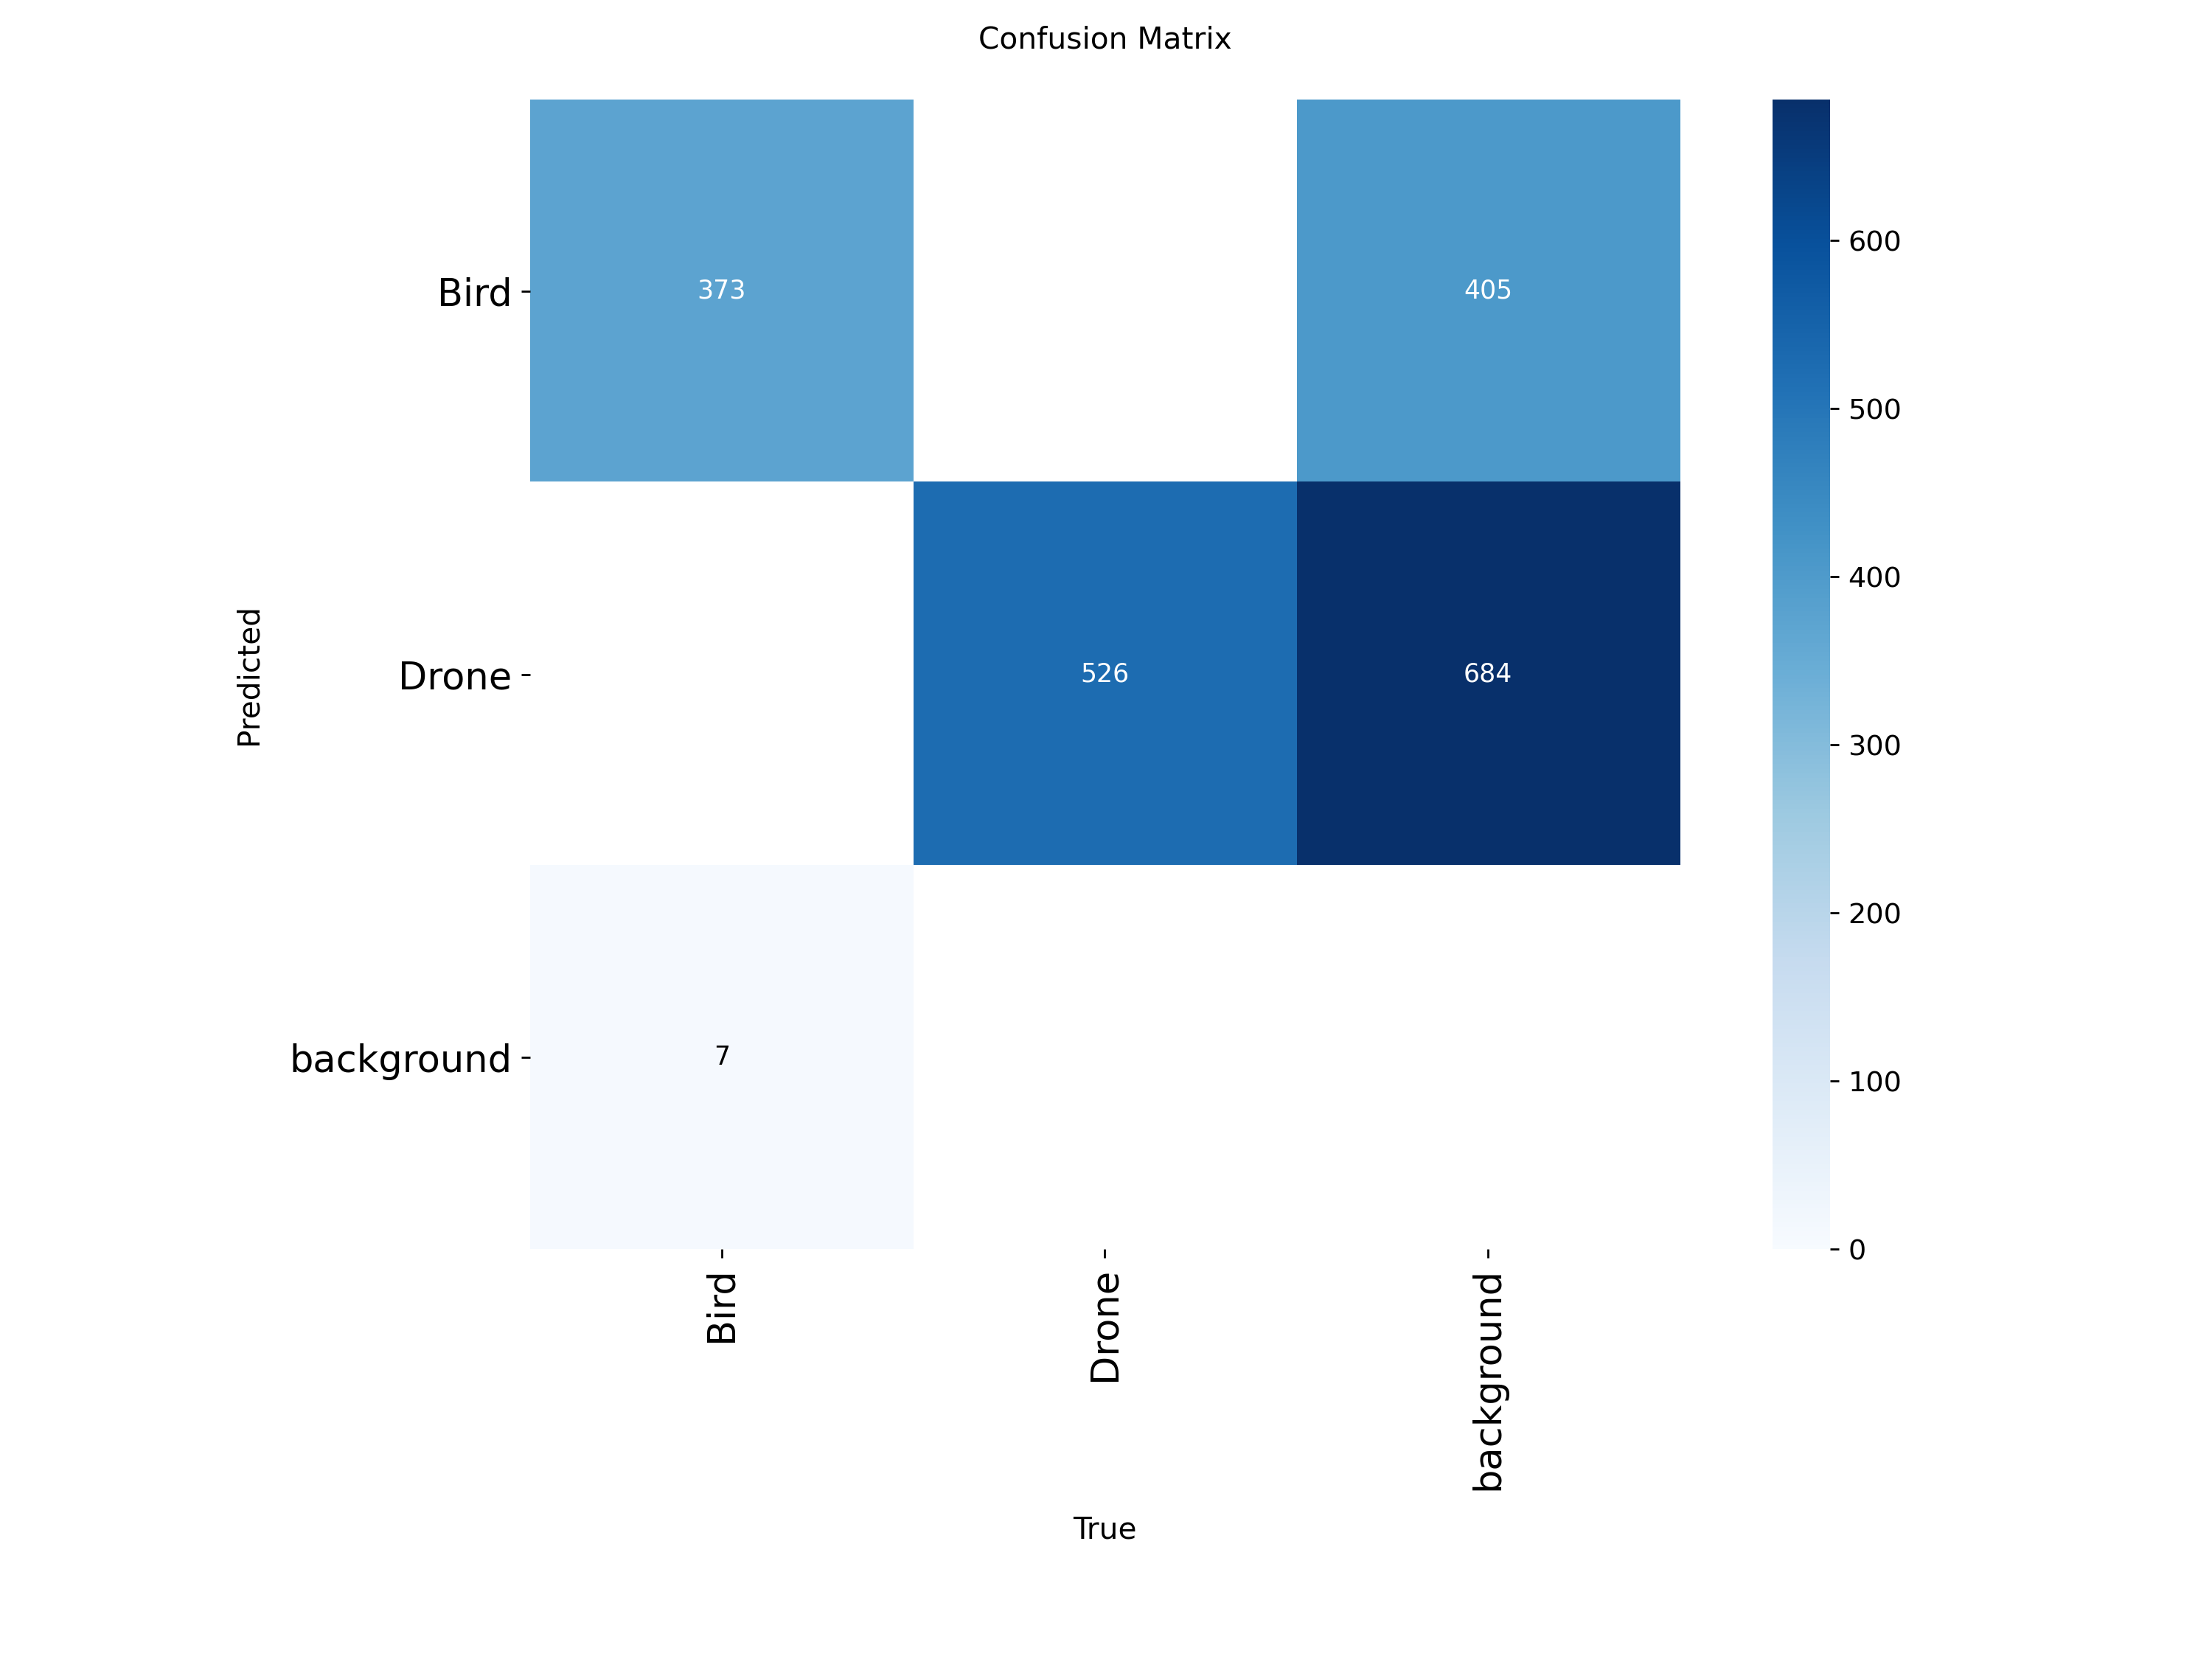 Confusion Matrix
Bird
373
405
600
500
Drone
526
684
400
300
Predicted
background
7
200
100
0
Bird
Drone
background
True